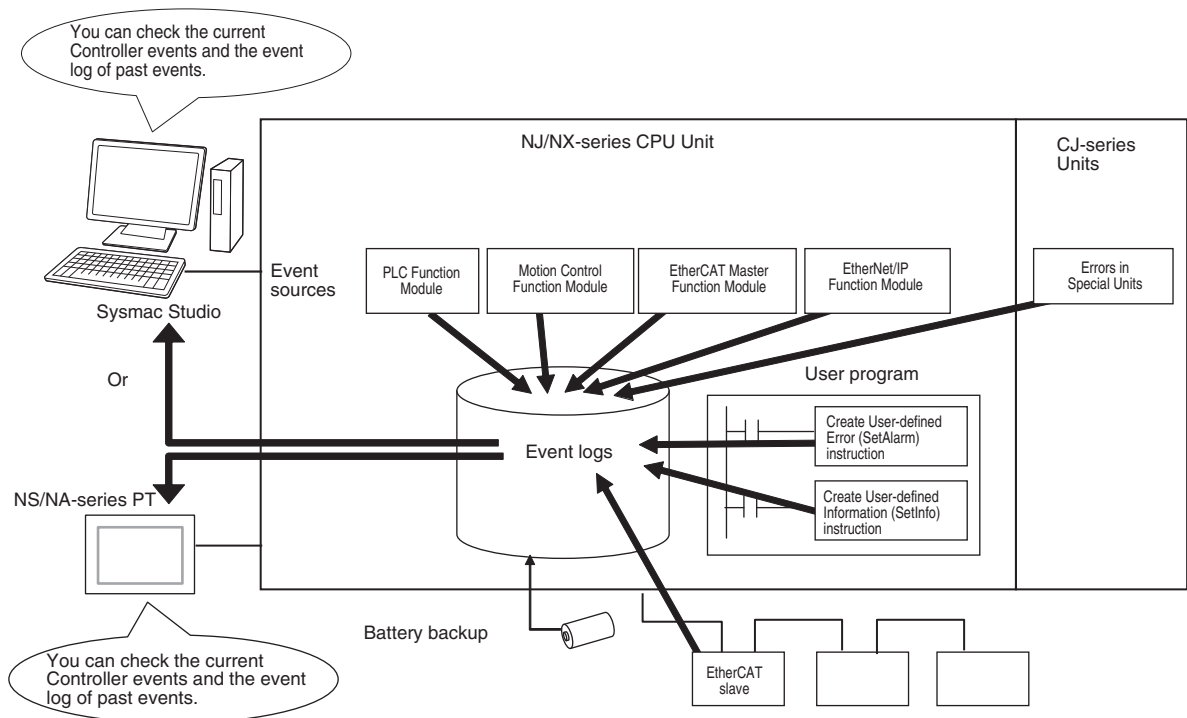 You can check the current
Controller events and the event
log of past events.
NJ/NX-series CPU Unit
CJ-series
Units
Event
sources
PLC Function
Module
Motion Control
Function Module
EtherCAT Master
Function Module
EtherNet/IP
Function Module
Errors in
Special Units
Sysmac Studio
Or
User program
Create User-defined
Error (SetAlarm)
instruction
Event logs
Create User-defined
Information (SetInfo)
instruction
NS/NA-series PT
Battery backup
You can check the current
Controller events and the event
log of past events.
EtherCAT
slave